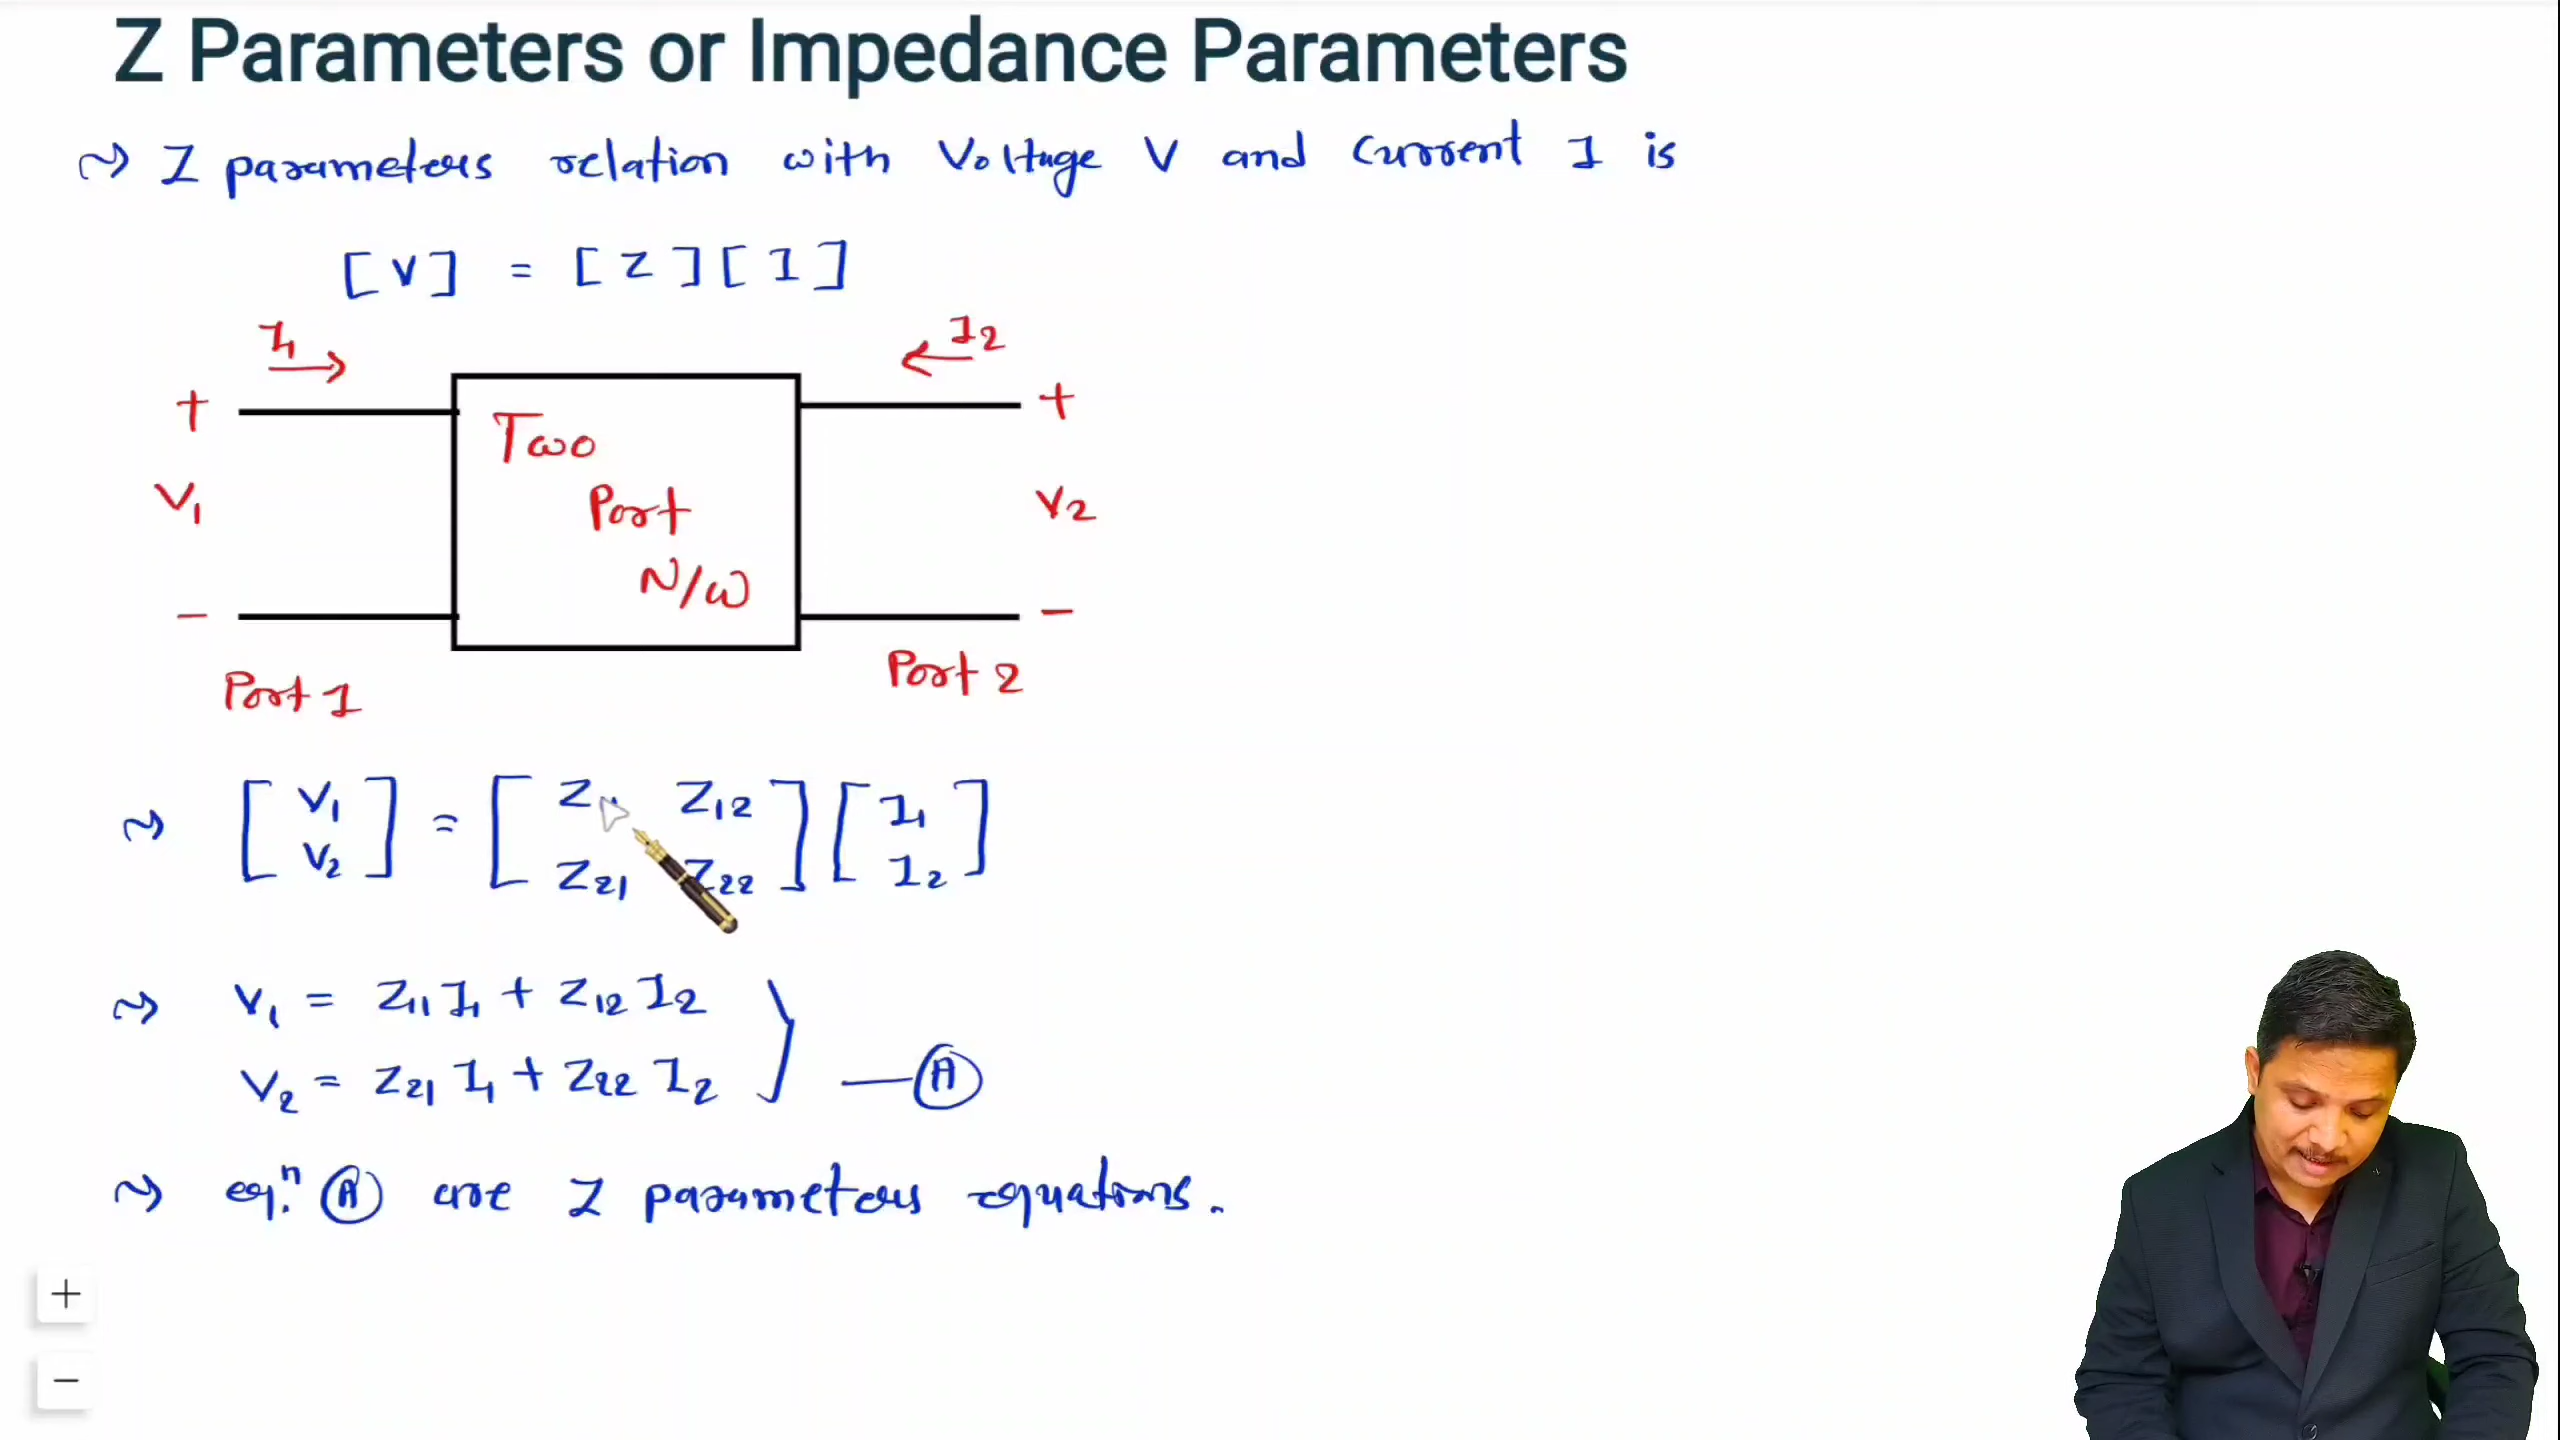 Z Parameters or Impedance Parameters
~> Z parameters relation with Voltage V and Current I is
[V] = [Z][I]
I1 → ← I2
+ Two +
V1 Port V2
N/W
- -
Port 1 Port 2
~> [V1 V2] = [Z Z12 Z21 Z22][I1 I2]
~> V1 = Z11 I1 + Z12 I2
V2 = Z21 I1 + Z22 I2 } — (A)
~> eqn. (A) are Z parameters equations.
+
−